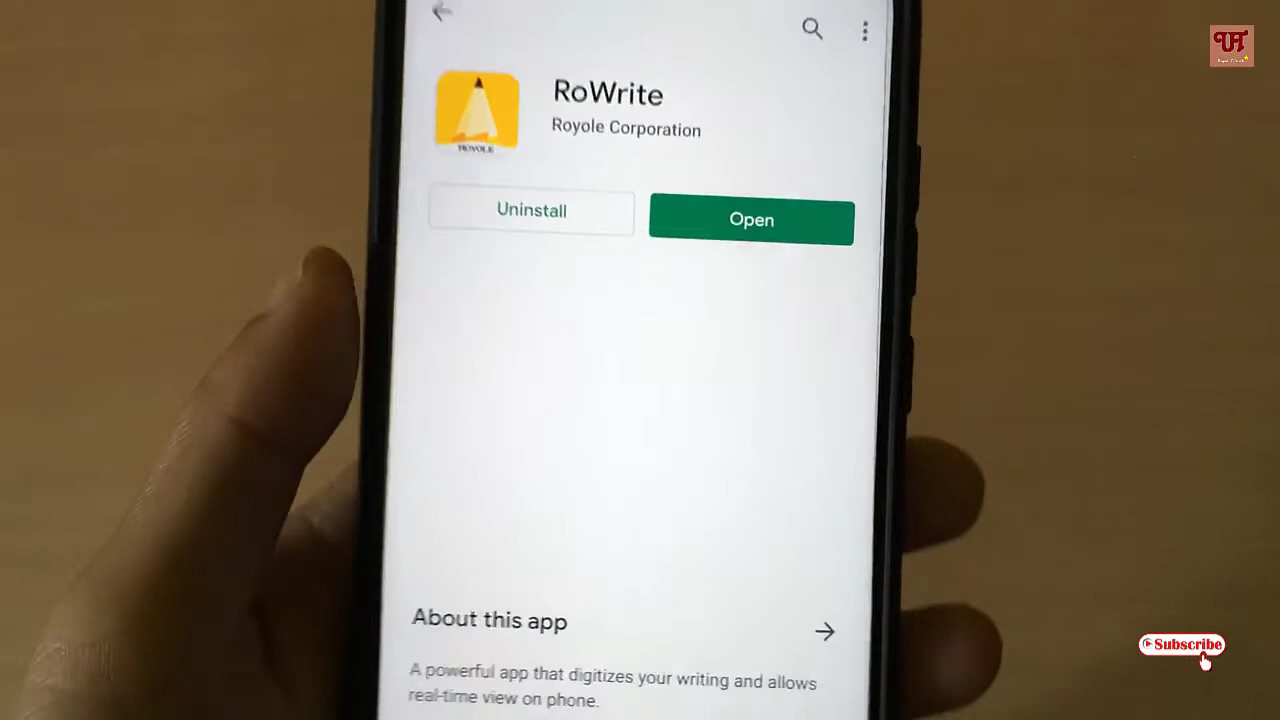 RoWrite
Royole Corporation
ROYOLE
Uninstall
Open
About this app
A powerful app that digitizes your writing and allows
real-time view on phone.
Subscribe